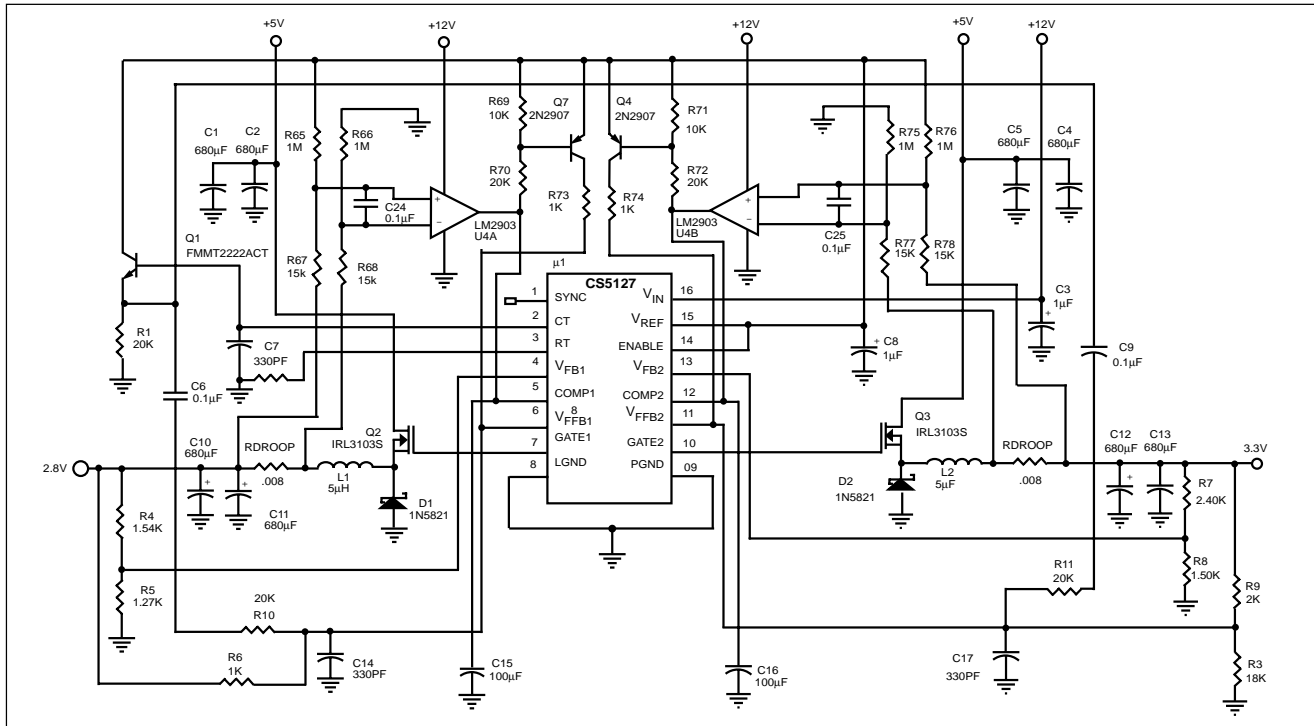 +5V
+12V
+12V
+5V
+12V
R69
10K
Q7
2N2907
Q4
2N2907
R71
10K
C1
680µF
C2
680µF
R65
1M
R66
1M
R75
1M
R76
1M
C5
680µF
C4
680µF
R70
20K
R72
20K
R73
1K
R74
1K
C24
0.1µF
+
−
LM2903
U4A
+
−
LM2903
U4B
C25
0.1µF
Q1
FMMT2222ACT
R67
15k
R68
15k
R77
15K
R78
15K
µ1
CS5127
1
SYNC
2
CT
3
RT
4
VFB1
5
COMP1
6
8
VFFB1
7
GATE1
8
LGND
16
VIN
15
VREF
14
ENABLE
13
VFB2
12
COMP2
11
VFFB2
10
GATE2
09
PGND
R1
20K
C7
330PF
C6
0.1µF
C3
1µF
+
C8
1µF
+
C9
0.1µF
Q2
IRL3103S
Q3
IRL3103S
2.8V
C10
680µF
+
RDROOP
.008
+
C11
680µF
L1
5µH
D1
1N5821
D2
1N5821
L2
5µF
RDROOP
.008
C12
680µF
+
C13
680µF
3.3V
R7
2.40K
R4
1.54K
R5
1.27K
R8
1.50K
R9
2K
R11
20K
20K
R10
R6
1K
C14
330PF
C15
100µF
C16
100µF
C17
330PF
R3
18K